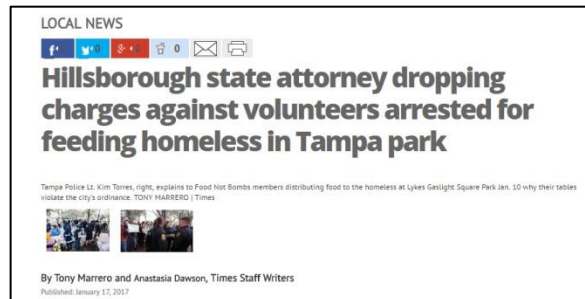 LOCAL NEWS
0 0 0 0
Hillsborough state attorney dropping
charges against volunteers arrested for
feeding homeless in Tampa park
Tampa Police Lt. Kim Torres, right, explains to Food Not Bombs members distributing food to the homeless at Lykes Gaslight Square Park Jan. 10 why their tables
violate the city's ordinance. TONY MARRERO | Times
By Tony Marrero and Anastasia Dawson, Times Staff Writers
Published: January 17, 2017